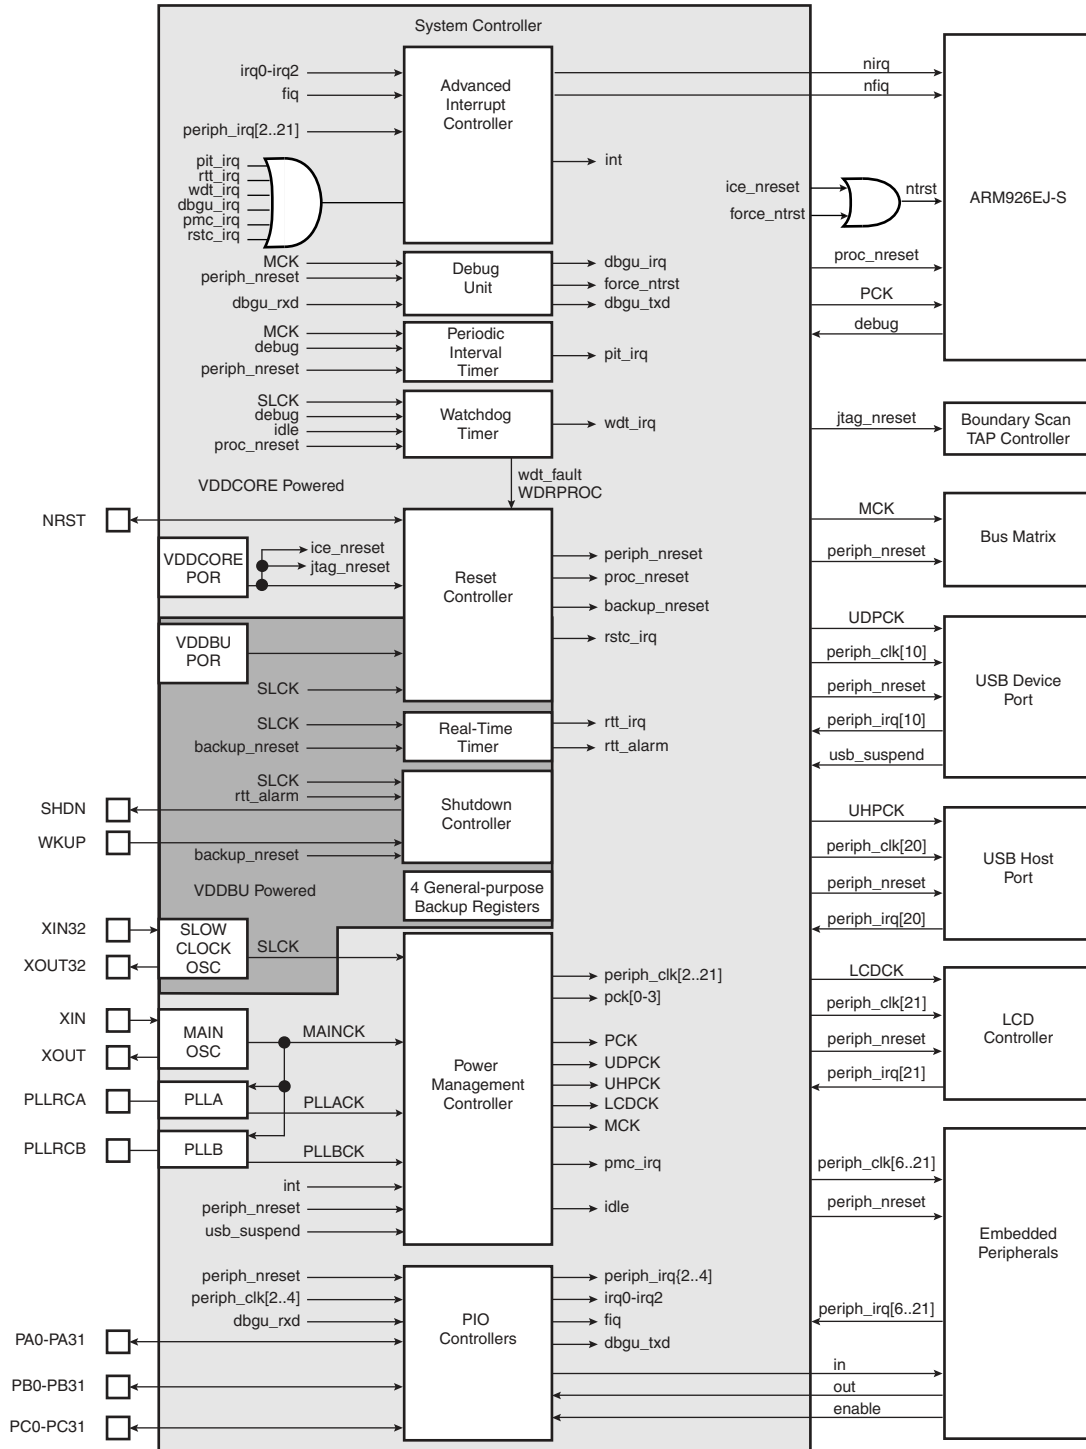 System Controller
irq0-irq2
fiq
periph_irq[2..21]
pit_irq
rtt_irq
wdt_irq
dbgu_irq
pmc_irq
rstc_irq
Advanced
Interrupt
Controller
int
nirq
nfiq
ice_nreset
force_ntrst
ntrst
ARM926EJ-S
proc_nreset
PCK
debug
MCK
periph_nreset
dbgu_rxd
Debug
Unit
dbgu_irq
force_ntrst
dbgu_txd
MCK
debug
periph_nreset
Periodic
Interval
Timer
pit_irq
SLCK
debug
idle
proc_nreset
Watchdog
Timer
wdt_irq
jtag_nreset
Boundary Scan
TAP Controller
wdt_fault
WDRPROC
VDDCORE Powered
NRST
VDDCORE
POR
ice_nreset
jtag_nreset
Reset
Controller
periph_nreset
proc_nreset
backup_nreset
rstc_irq
MCK
periph_nreset
Bus Matrix
VDDBU
POR
SLCK
UDPCK
periph_clk[10]
periph_nreset
periph_irq[10]
usb_suspend
USB Device
Port
SLCK
backup_nreset
Real-Time
Timer
rtt_irq
rtt_alarm
SHDN
WKUP
SLCK
rtt_alarm
backup_nreset
Shutdown
Controller
UHPCK
periph_clk[20]
periph_nreset
periph_irq[20]
USB Host
Port
VDDBU Powered
4 General-purpose
Backup Registers
XIN32
XOUT32
SLOW
CLOCK
OSC
SLCK
XIN
XOUT
MAIN
OSC
MAINCK
PLLRCA
PLLA
PLLACK
PLLRCB
PLLB
PLLBCK
int
periph_nreset
usb_suspend
Power
Management
Controller
periph_clk[2..21]
pck[0-3]
PCK
UDPCK
UHPCK
LCDCK
MCK
pmc_irq
idle
LCDCK
periph_clk[21]
periph_nreset
periph_irq[21]
LCD
Controller
periph_clk[6..21]
periph_nreset
periph_irq[6..21]
in
out
enable
Embedded
Peripherals
periph_nreset
periph_clk[2..4]
dbgu_rxd
PA0-PA31
PB0-PB31
PC0-PC31
PIO
Controllers
periph_irq{2..4]
irq0-irq2
fiq
dbgu_txd